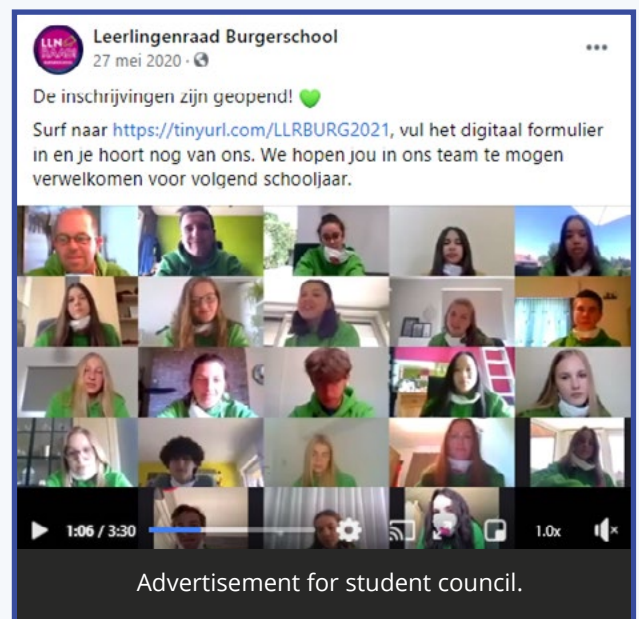 LLN
RAAD
Leerlingenraad Burgerschool
27 mei 2020 ·
De inschrijvingen zijn geopend!
Surf naar https://tinyurl.com/LLRBURG2021, vul het digitaal formulier
in en je hoort nog van ons. We hopen jou in ons team te mogen
verwelkomen voor volgend schooljaar.
1:06 / 3:30
1.0x
Advertisement for student council.